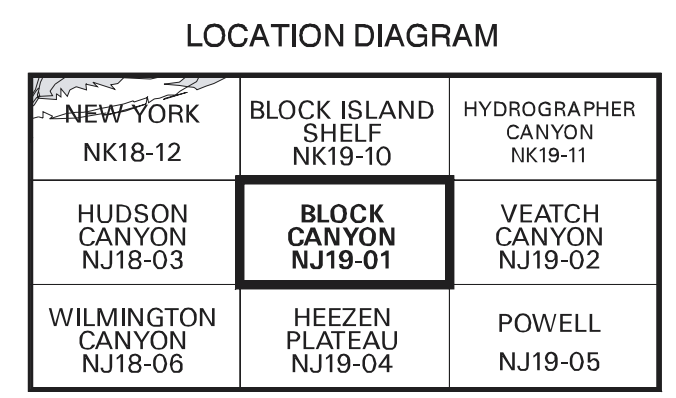 LOCATION DIAGRAM
NEW YORK
NK18-12
BLOCK ISLAND
SHELF
NK19-10
HYDROGRAPHER
CANYON
NK19-11
HUDSON
CANYON
NJ18-03
BLOCK
CANYON
NJ19-01
VEATCH
CANYON
NJ19-02
WILMINGTON
CANYON
NJ18-06
HEEZEN
PLATEAU
NJ19-04
POWELL
NJ19-05